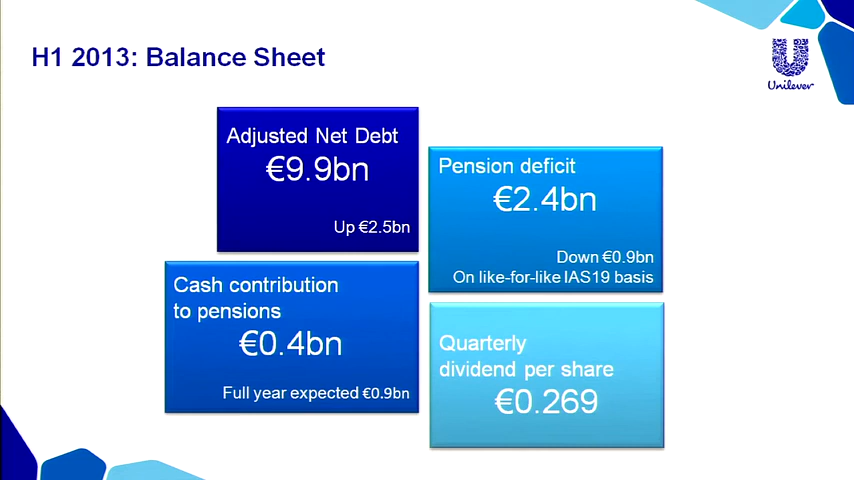 H1 2013: Balance Sheet
Unilever
Adjusted Net Debt
€9.9bn
Up €2.5bn
Pension deficit
€2.4bn
Down €0.9bn
On like-for-like IAS19 basis
Cash contribution
to pensions
€0.4bn
Full year expected €0.9bn
Quarterly
dividend per share
€0.269